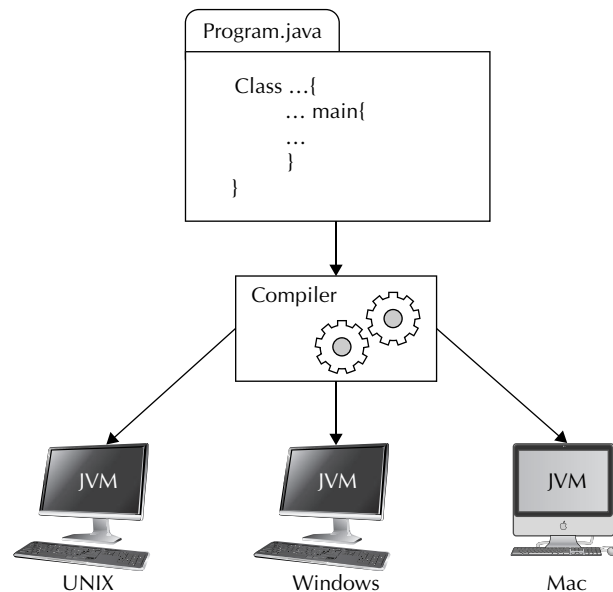 Program.java
Class ...{
... main{
...
}
}
Compiler
JVM
JVM
JVM
UNIX
Windows
Mac